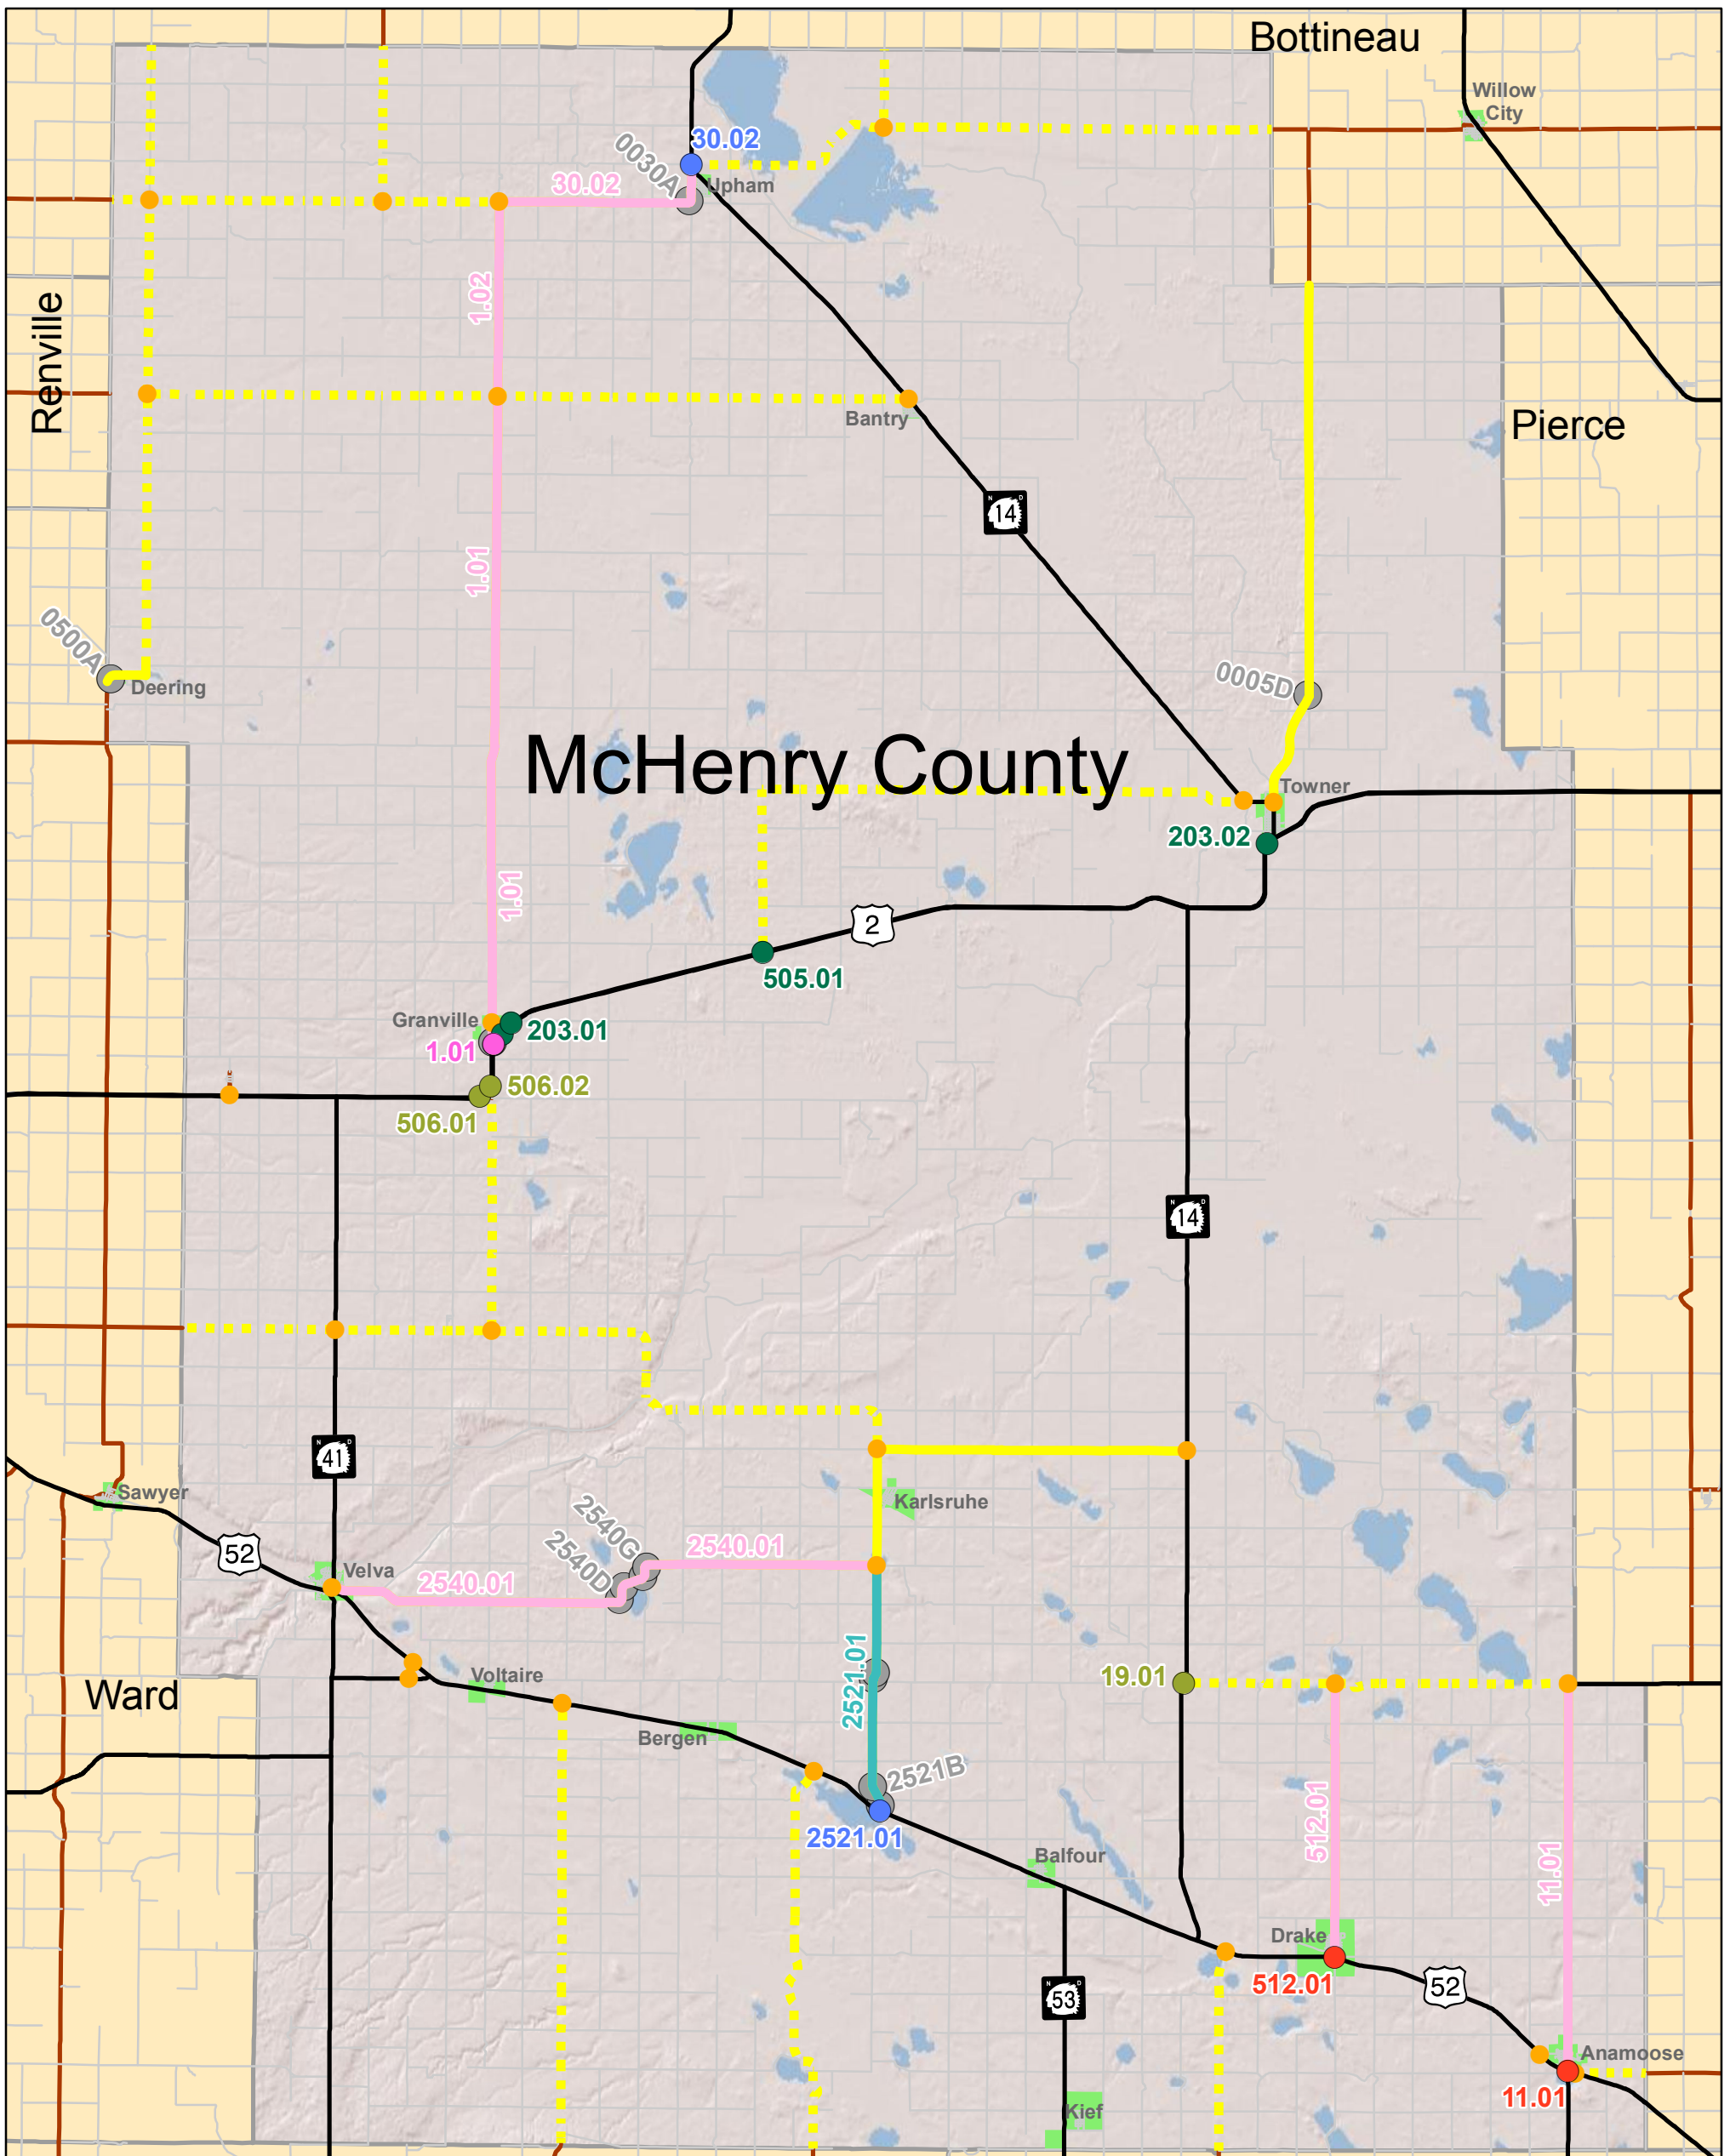 Bottineau
Willow
City
30.02
0030A
Upham
30.02
1.02
Renville
Bantry
Pierce
N D
14
1.01
0500A
Deering
0005D
McHenry County
Towner
203.02
1.01
2
505.01
Granville
203.01
1.01
506.02
506.01
N D
14
N D
41
Sawyer
Karlsruhe
2540G
2540D
52
2540.01
Velva
2540.01
2521.01
Voltaire
19.01
Ward
Bergen
2521B
2521.01
512.01
Balfour
11.01
Drake
512.01
52
N D
53
Anamoose
11.01
Kief